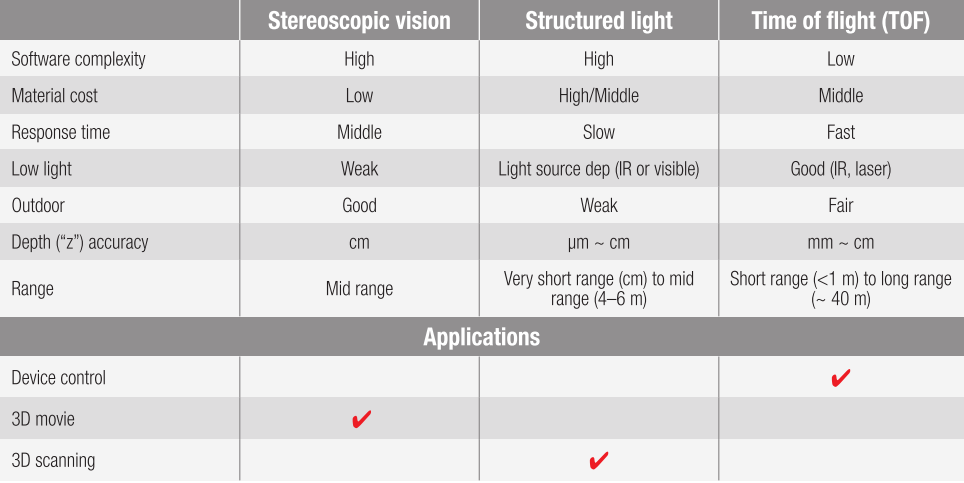 Stereoscopic vision Structured light Time of flight (TOF)
Software complexity High High Low
Material cost Low High/Middle Middle
Response time Middle Slow Fast
Low light Weak Light source dep (IR or visible) Good (IR, laser)
Outdoor Good Weak Fair
Depth (“z”) accuracy cm µm ~ cm mm ~ cm
Range Mid range Very short range (cm) to mid Short range (<1 m) to long range
range (4–6 m) (~ 40 m)
Applications
Device control ✔
3D movie ✔
3D scanning ✔